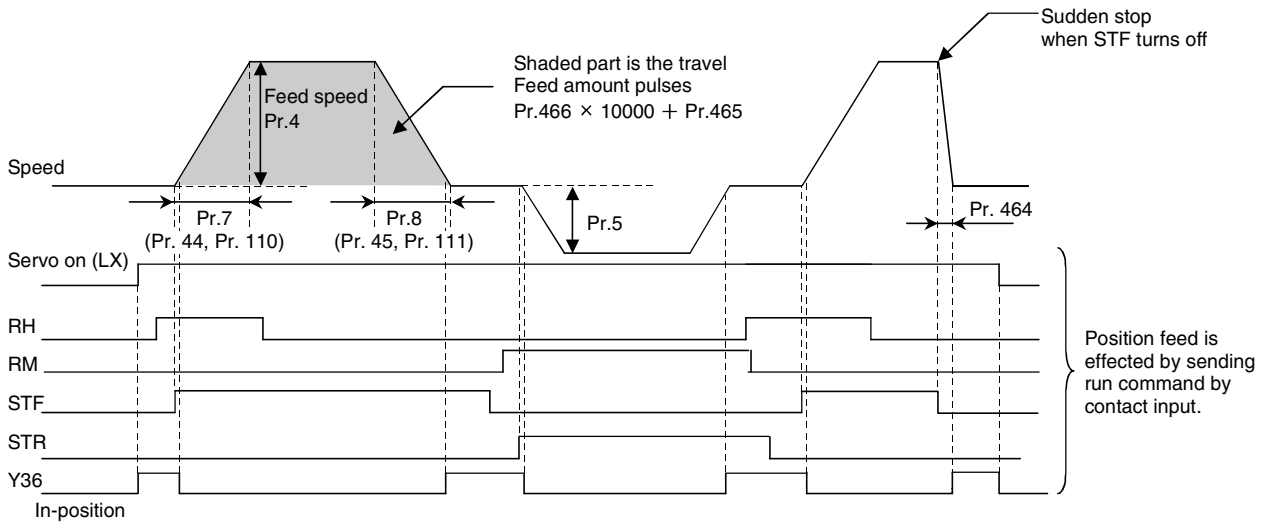 Sudden stop
when STF turns off
Shaded part is the travel
Feed amount pulses
Pr.466 × 10000 + Pr.465
Feed speed
Pr.4
Speed
Pr.7
(Pr. 44, Pr. 110)
Pr.8
(Pr. 45, Pr. 111)
Pr.5
Pr. 464
Servo on (LX)
RH
RM
STF
STR
Y36
In-position
Position feed is
effected by sending
run command by
contact input.